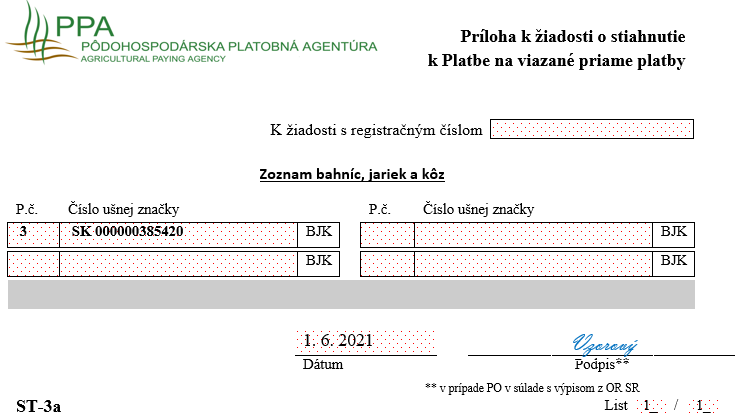 PPA
PÔDOHOSPODÁRSKA PLATOBNÁ AGENTÚRA
AGRICULTURAL PAYING AGENCY
Príloha k žiadosti o stiahnutie
k Platbe na viazané priame platby
K žiadosti s registračným číslom
Zoznam bahníc, jariek a kôz
P.č. Číslo ušnej značky P.č. Číslo ušnej značky
3 SK 000000385420 BJK BJK
BJK BJK
1. 6. 2021 Vzorový
Dátum Podpis**
** v prípade PO v súlade s výpisom z OR SR
ST-3a List 1 / 1